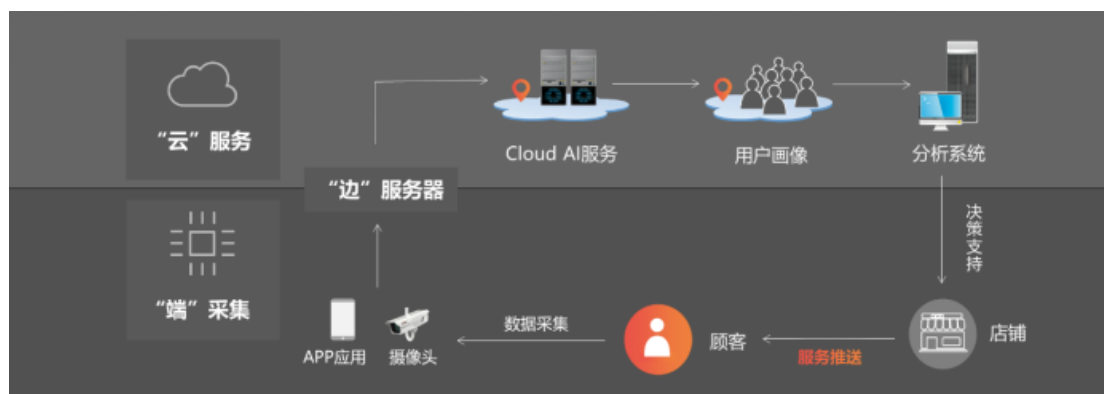 “云”服务
Cloud AI服务
用户画像
分析系统
“边”服务器
决策支持
“端”采集
APP应用
摄像头
数据采集
顾客
服务推送
店铺